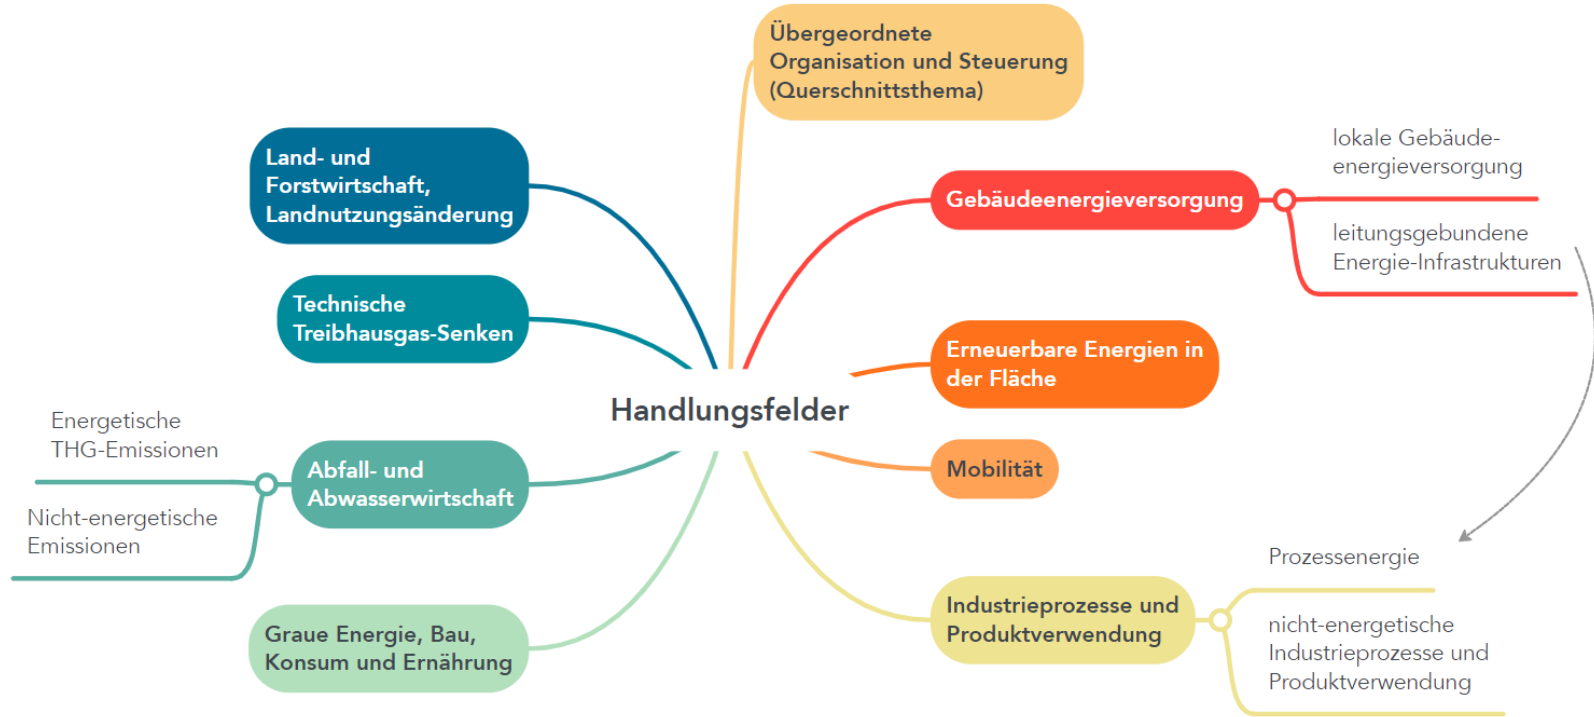 Übergeordnete
Organisation und Steuerung
(Querschnittsthema)
Land- und
Forstwirtschaft,
Landnutzungsänderung
Technische
Treibhausgas-Senken
Energetische
THG-Emissionen
Nicht-energetische
Emissionen
Abfall- und
Abwasserwirtschaft
Graue Energie, Bau,
Konsum und Ernährung
Handlungsfelder
Gebäudeenergieversorgung
lokale Gebäude-
energieversorgung
leitungsgebundene
Energie-Infrastrukturen
Erneuerbare Energien in
der Fläche
Mobilität
Industrieprozesse und
Produktverwendung
Prozessenergie
nicht-energetische
Industrieprozesse und
Produktverwendung